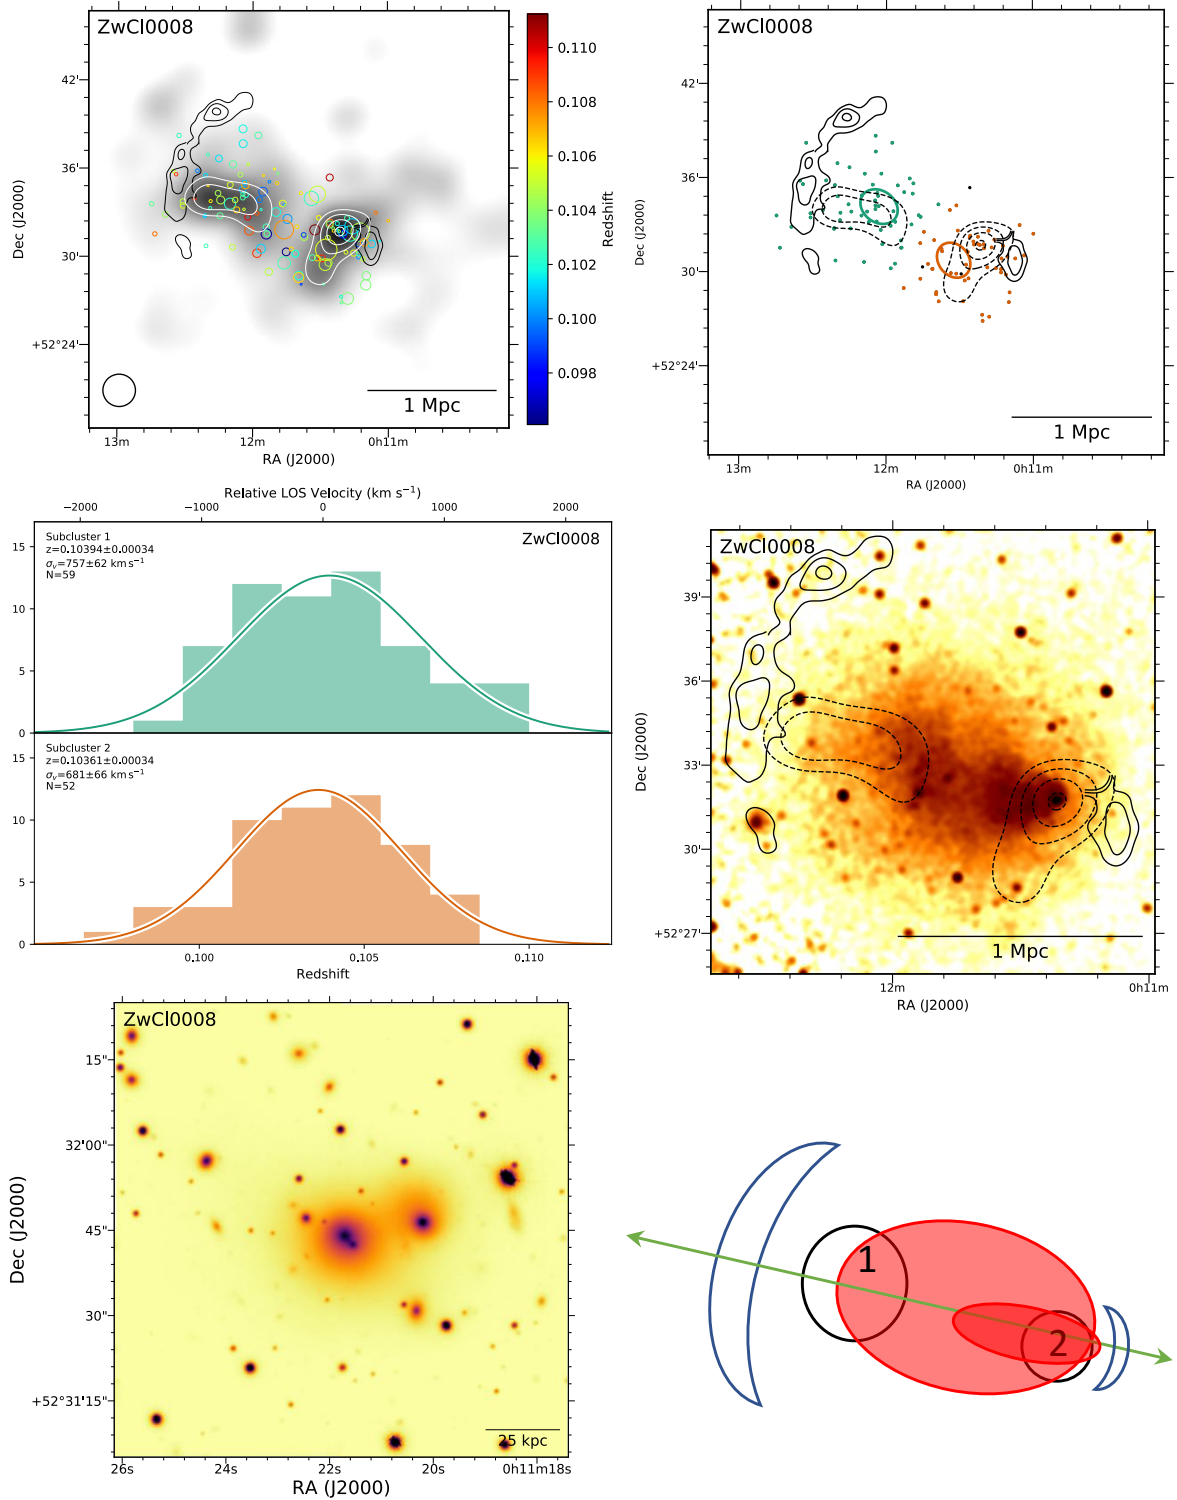 ZwCl0008
42'
36'
30'
+52°24'
Dec (J2000)
13m
12m
0h11m
RA (J2000)
1 Mpc
0.110
0.108
0.106
0.104
0.102
0.100
0.098
Redshift
ZwCl0008
42'
36'
30'
+52°24'
Dec (J2000)
13m
12m
0h11m
RA (J2000)
1 Mpc
Relative LOS Velocity (km s⁻¹)
−2000
−1000
0
1000
2000
Subcluster 1
z=0.10394±0.00034
σᵥ=757±62 km s⁻¹
N=59
ZwCl0008
15
10
5
0
Subcluster 2
z=0.10361±0.00034
σᵥ=681±66 km s⁻¹
N=52
15
10
5
0
0.100
0.105
0.110
Redshift
ZwCl0008
39'
36'
33'
30'
+52°27'
Dec (J2000)
12m
0h11m
RA (J2000)
1 Mpc
ZwCl0008
15"
32'00"
45"
30"
+52°31'15"
Dec (J2000)
26s
24s
22s
20s
0h11m18s
RA (J2000)
25 kpc
1
2